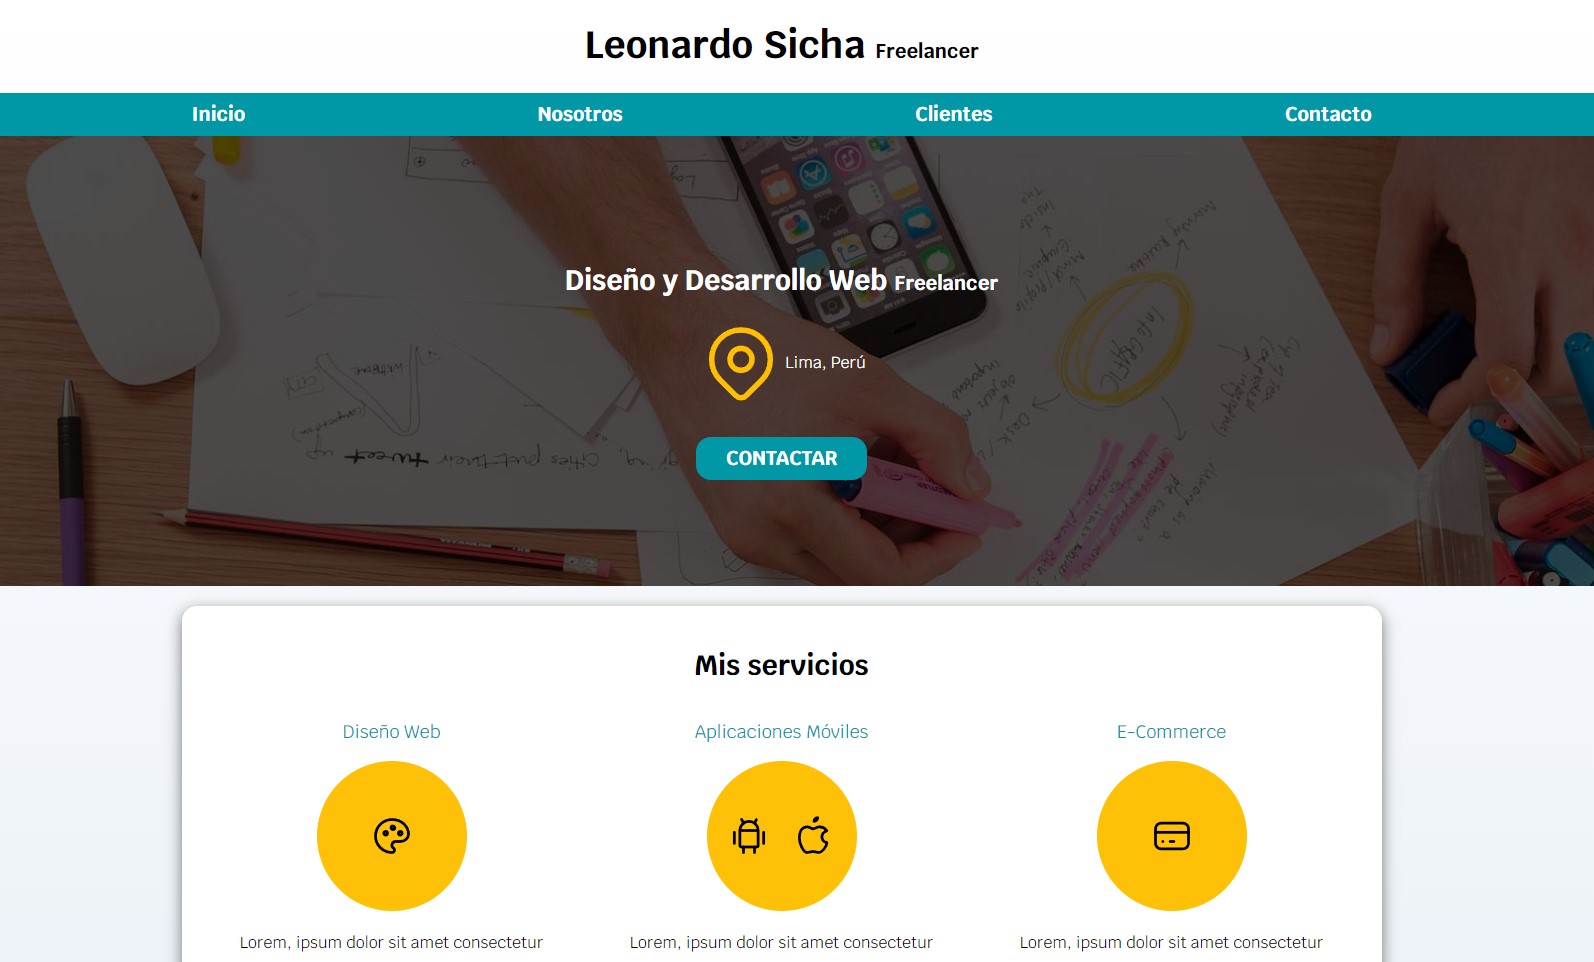 Leonardo Sicha Freelancer
Inicio Nosotros Clientes Contacto
Diseño y Desarrollo Web Freelancer
Lima, Perú
CONTACTAR
Mis servicios
Diseño Web Aplicaciones Móviles E-Commerce
Lorem, ipsum dolor sit amet consectetur Lorem, ipsum dolor sit amet consectetur Lorem, ipsum dolor sit amet consectetur